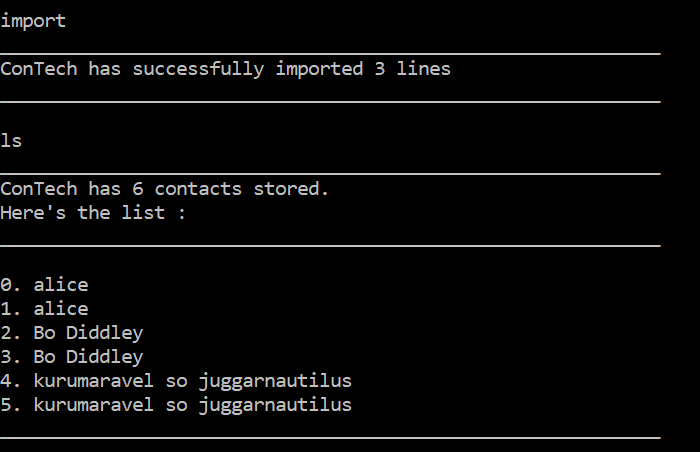 import
ConTech has successfully imported 3 lines
ls
ConTech has 6 contacts stored.
Here's the list :
0. alice
1. alice
2. Bo Diddley
3. Bo Diddley
4. kurumaravel so juggarnautilus
5. kurumaravel so juggarnautilus